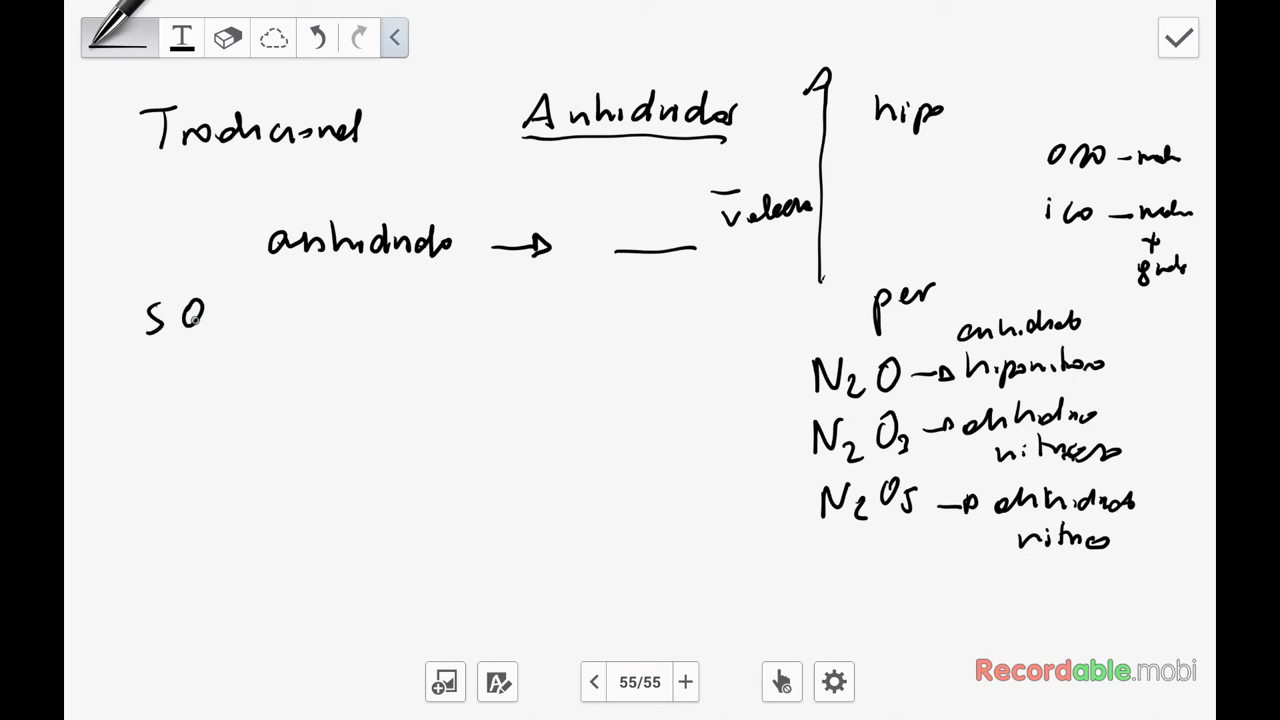 Tradicional
Anhidridos
hipo
oso -
ico -
+
valencia
anhidrido →
per
S O
N2O → anhidrido hiponitroso
N2O3 → anhidrido nitroso
N2O5 → anhidrido nitrico
T
55/55
Recordable.mobi